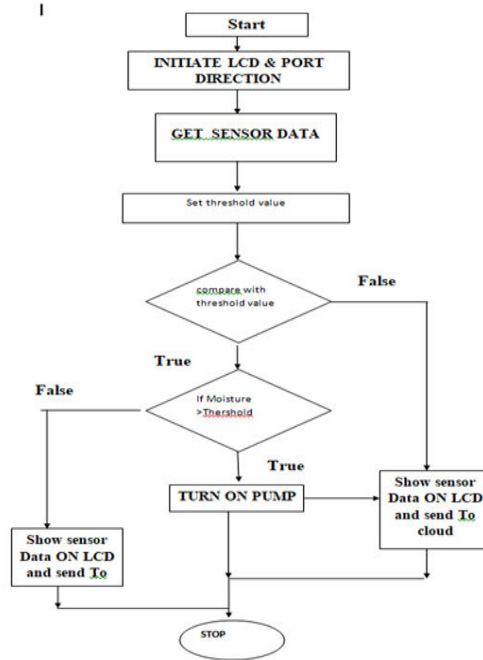 Start
INITIATE LCD & PORT
DIRECTION
GET SENSOR DATA
Set threshold value
compare with
threshold value
False
True
False
If Moisture
>Thershold
True
TURN ON PUMP
Show sensor
Data ON LCD
and send To
cloud
Show sensor
Data ON LCD
and send To
STOP